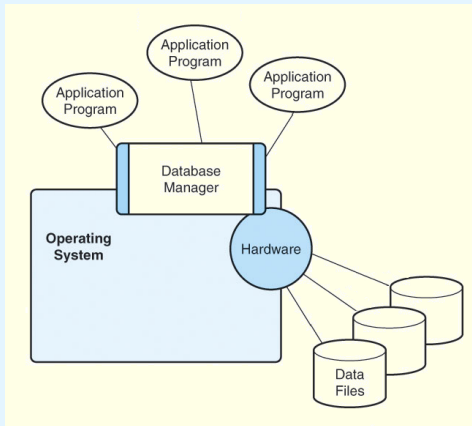 Application
Program
Application
Program
Application
Program
Database
Manager
Operating
System
Hardware
Data
Files